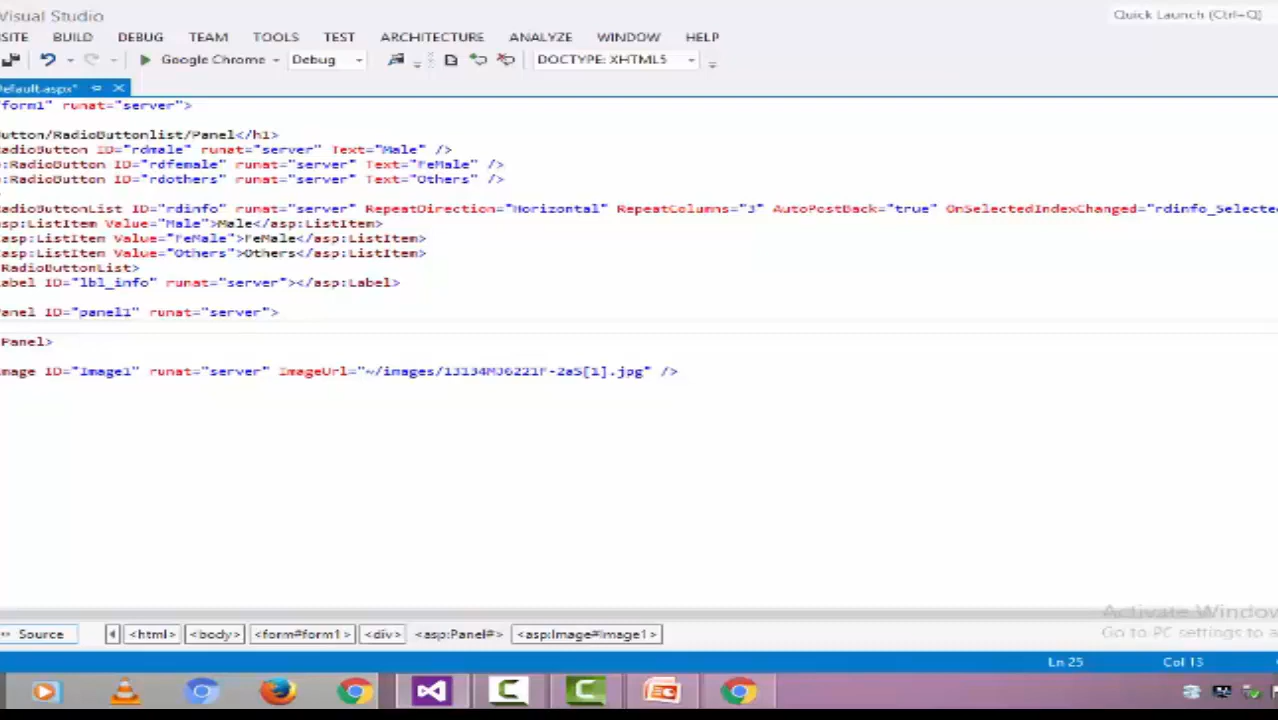 Visual Studio
Quick Launch (Ctrl+Q)
SITE BUILD DEBUG TEAM TOOLS TEST ARCHITECTURE ANALYZE WINDOW HELP
Google Chrome Debug DOCTYPE: XHTML5
efault.aspx*
"form1" runat="server">
utton/RadioButtonlist/Panel</h1>
adioButton ID="rdmale" runat="server" Text="Male" />
:RadioButton ID="rdfemale" runat="server" Text="FeMale" />
:RadioButton ID="rdothers" runat="server" Text="Others" />
adioButtonList ID="rdinfo" runat="server" RepeatDirection="Horizontal" RepeatColumns="3" AutoPostBack="true" OnSelectedIndexChanged="rdinfo_Selecte
sp:ListItem Value="Male">Male</asp:ListItem>
asp:ListItem Value="FeMale">FeMale</asp:ListItem>
asp:ListItem Value="Others">Others</asp:ListItem>
RadioButtonList>
abel ID="lbl_info" runat="server"></asp:Label>
anel ID="panel1" runat="server">
Panel>
mage ID="Image1" runat="server" ImageUrl="~/images/
Activate Window
Go to PC settings to a
Source <html> <body> <form#form1> <div> <asp:Panel#> <asp:Image#Image1>
Ln 25 Col 13